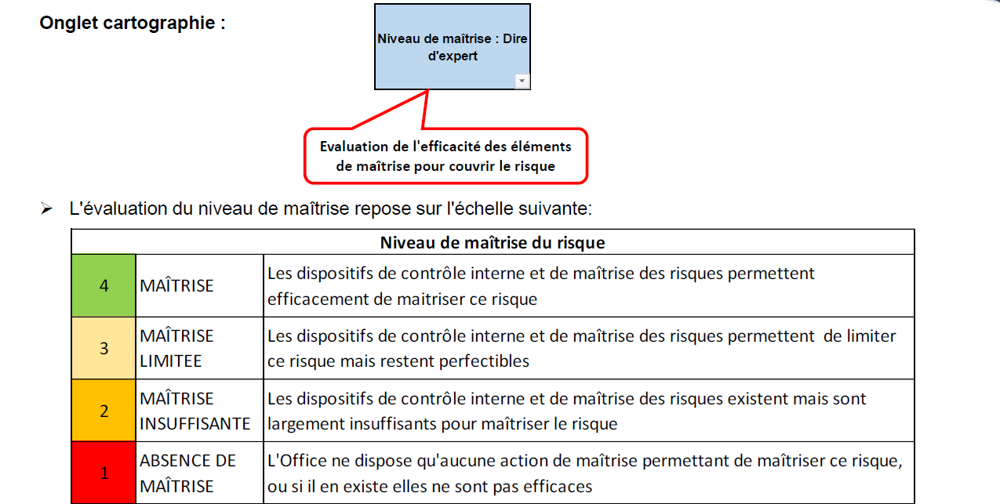 Onglet cartographie :
Niveau de maîtrise : Dire
d'expert
Evaluation de l'efficacité des éléments
de maîtrise pour couvrir le risque
➢ L'évaluation du niveau de maîtrise repose sur l'échelle suivante:
Niveau de maîtrise du risque
4
MAÎTRISE
Les dispositifs de contrôle interne et de maîtrise des risques permettent
efficacement de maitriser ce risque
3
MAÎTRISE
LIMITEE
Les dispositifs de contrôle interne et de maîtrise des risques permettent  de limiter
ce risque mais restent perfectibles
2
MAÎTRISE
INSUFFISANTE
Les dispositifs de contrôle interne et de maîtrise des risques existent mais sont
largement insuffisants pour maîtriser le risque
1
ABSENCE DE
MAÎTRISE
L'Office ne dispose qu'aucune action de maîtrise permettant de maîtriser ce risque,
ou si il en existe elles ne sont pas efficaces